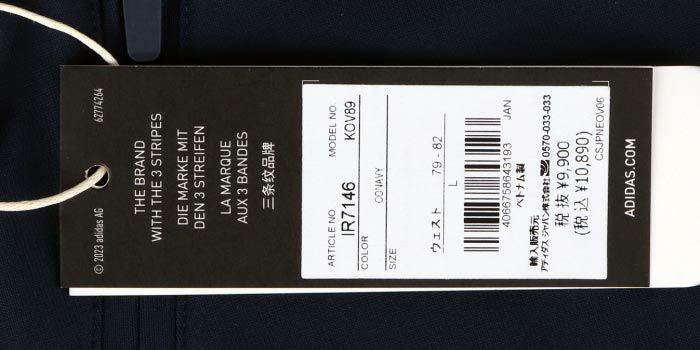 © 2023 adidas AG
62774264
THE BRAND
WITH THE 3 STRIPES
DIE MARKE MIT
DEN 3 STREIFEN
LA MARQUE
AUX 3 BANDES
三条纹品牌
ARTICLE NO
MODEL NO.
IR7146
KOV89
COLOR
CONAVY
SIZE
ウェスト 79 - 82
L
4066758643193
JAN
ベトナム製
輸入販売元
アディダス ジャパン株式会社 0570-033-033
税抜 ¥9,900
(税込 ¥10,890)
CSJPNEOV06
ADIDAS.COM